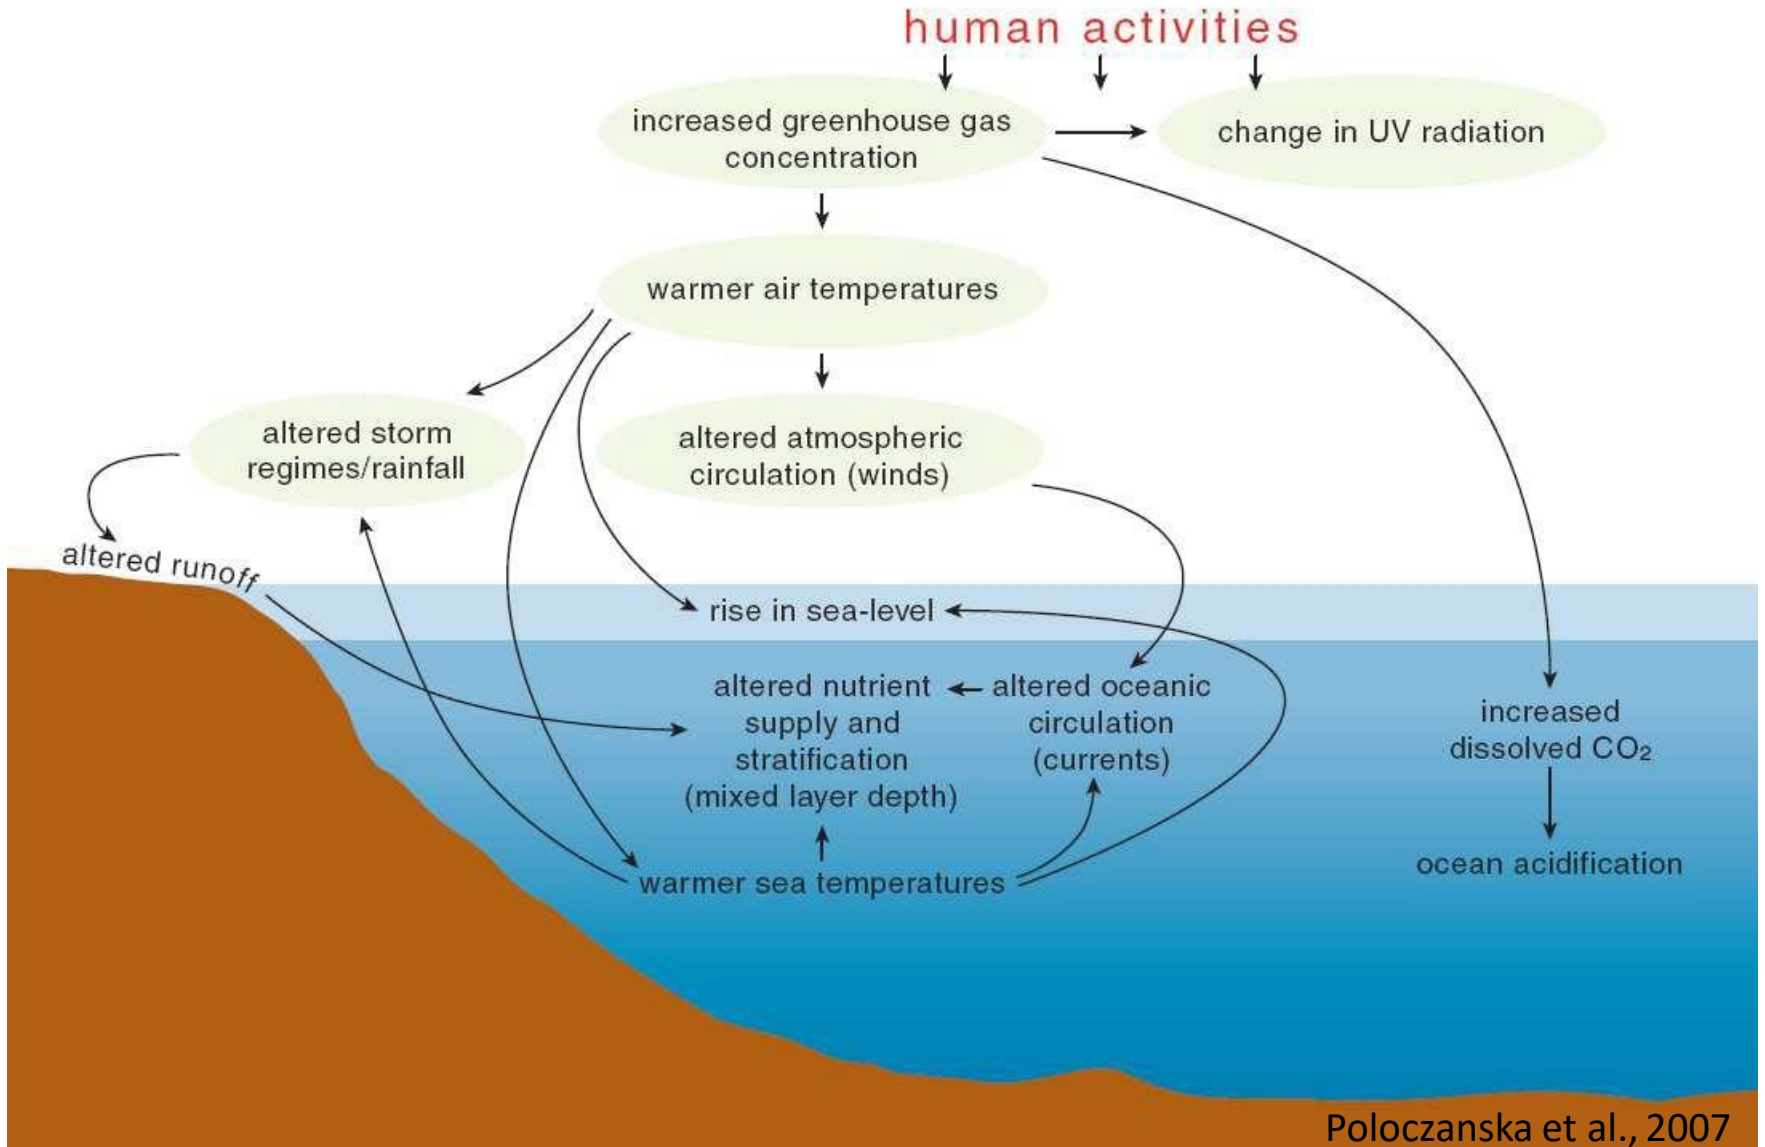 human activities
increased greenhouse gas
concentration
change in UV radiation
warmer air temperatures
altered storm
regimes/rainfall
altered atmospheric
circulation (winds)
altered runoff
rise in sea-level
altered nutrient
supply and
stratification
(mixed layer depth)
altered oceanic
circulation
(currents)
increased
dissolved CO₂
warmer sea temperatures
ocean acidification
Poloczanska et al., 2007